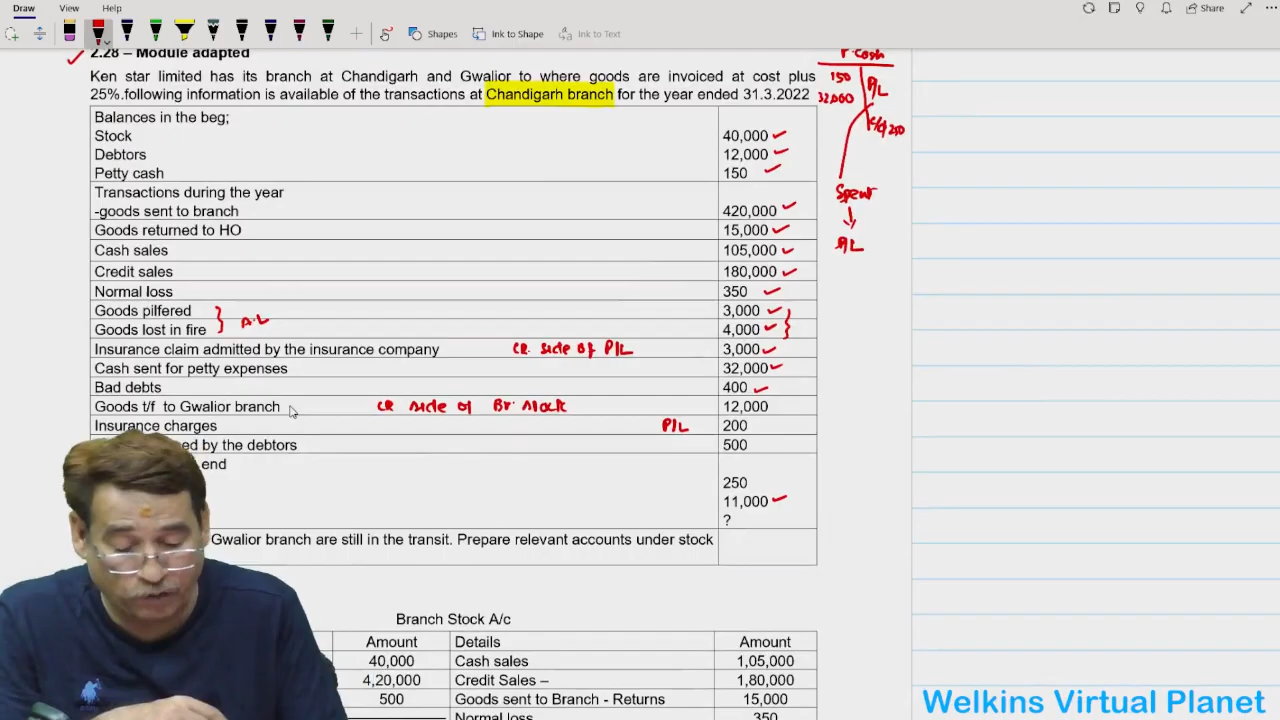 Draw View Help
Share
Shapes Ink to Shape Ink to Text
2.28 – Module adapted
Ken star limited has its branch at Chandigarh and Gwalior to where goods are invoiced at cost plus
25%.following information is available of the transactions at Chandigarh branch for the year ended 31.3.2022
Balances in the beg;
Stock 40,000
Debtors 12,000
Petty cash 150
Transactions during the year
-goods sent to branch 420,000
Goods returned to HO 15,000
Cash sales 105,000
Credit sales 180,000
Normal loss 350
Goods pilfered 3,000
A.L
Goods lost in fire 4,000
Insurance claim admitted by the insurance company CR side of P/L 3,000
Cash sent for petty expenses 32,000
Bad debts 400
Goods t/f to Gwalior branch CR side of Br. Stock 12,000
Insurance charges P/L 200
ed by the debtors 500
end
250
11,000
?
Gwalior branch are still in the transit. Prepare relevant accounts under stock
P. Cash
150 P/L
32,000
c/d 250
Spent
P/L
Branch Stock A/c
Amount Details Amount
40,000 Cash sales 1,05,000
4,20,000 Credit Sales – 1,80,000
500 Goods sent to Branch - Returns 15,000
Normal loss 350
Welkins Virtual Planet